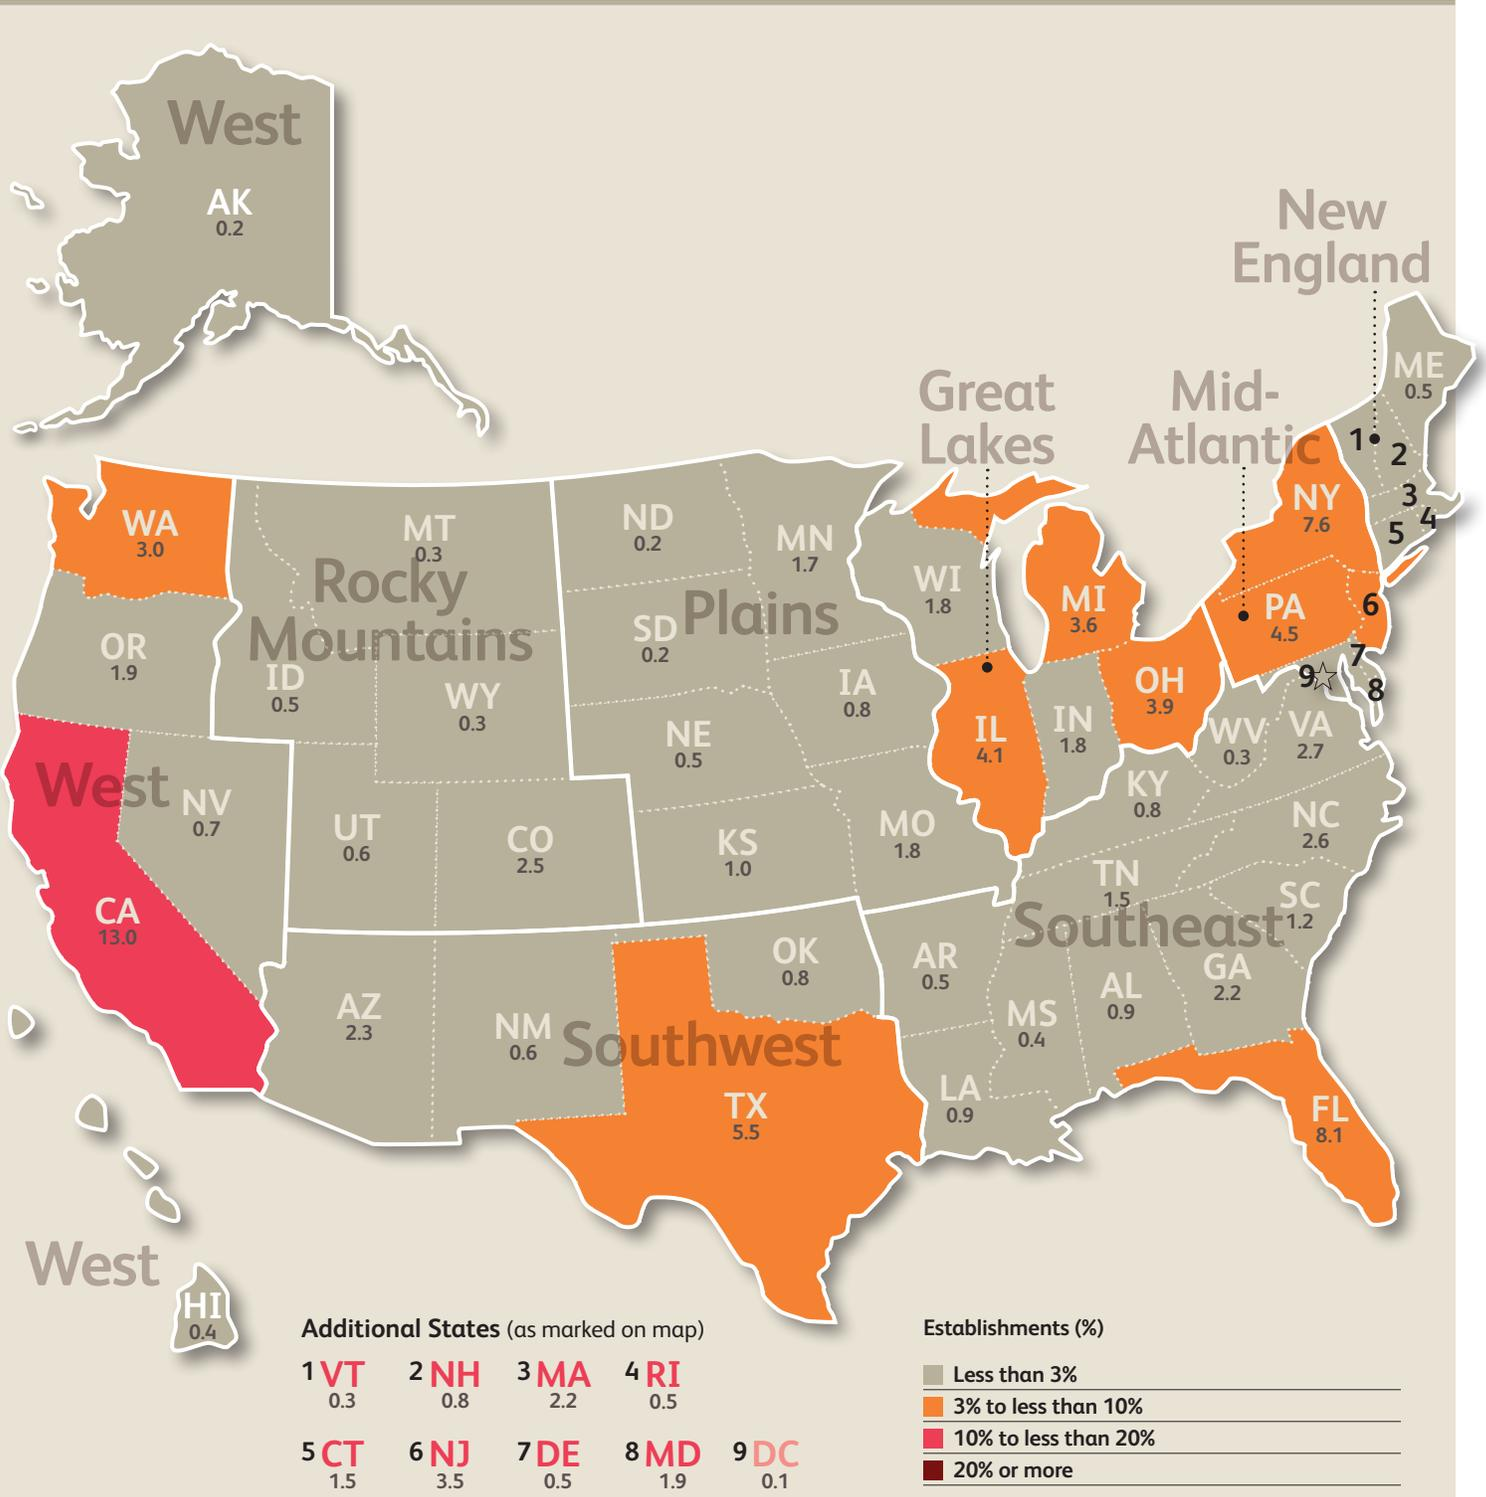 West
AK
0.2
New
England
ME
0.5
Great
Lakes
Mid-
Atlantic
1
2
3
4
5
NY
7.6
WA
3.0
MT
0.3
ND
0.2
MN
1.7
WI
1.8
MI
3.6
PA
4.5
6
7
8
9
Rocky
Mountains
Plains
OR
1.9
ID
0.5
WY
0.3
SD
0.2
IA
0.8
NE
0.5
IL
4.1
IN
1.8
OH
3.9
WV
0.3
VA
2.7
West
NV
0.7
UT
0.6
CO
2.5
KS
1.0
MO
1.8
KY
0.8
NC
2.6
TN
1.5
SC
1.2
Southeast
CA
13.0
AZ
2.3
NM
0.6
OK
0.8
AR
0.5
MS
0.4
AL
0.9
GA
2.2
Southwest
TX
5.5
LA
0.9
FL
8.1
West
HI
0.4
Additional States (as marked on map)
1 VT 2 NH 3 MA 4 RI
0.3 0.8 2.2 0.5
5 CT 6 NJ 7 DE 8 MD 9 DC
1.5 3.5 0.5 1.9 0.1
Establishments (%)
Less than 3%
3% to less than 10%
10% to less than 20%
20% or more